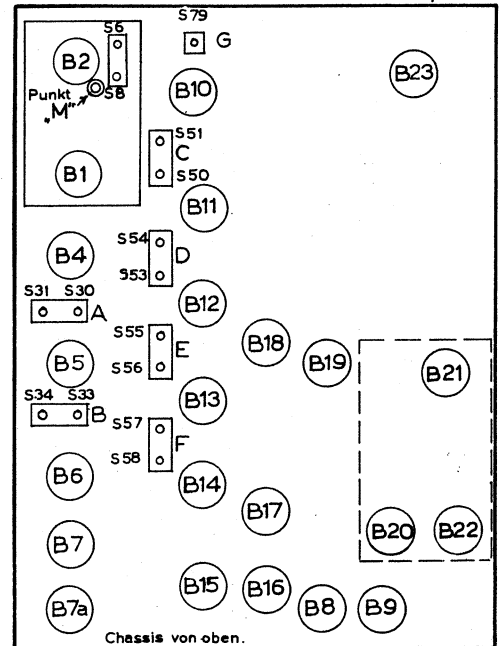 S79
G
S6
B2
S8
Punkt
„M"
B10
B23
S51
C
S50
B1
B11
B4
S54
D
S53
S31 S30
A
B12
S55
E
S56
B18
B19
B5
B21
S34 S33
B
B13
S57
F
S58
B6
B14
B17
B20
B22
B7
B15
B16
B7a
B8
B9
Chassis von oben.